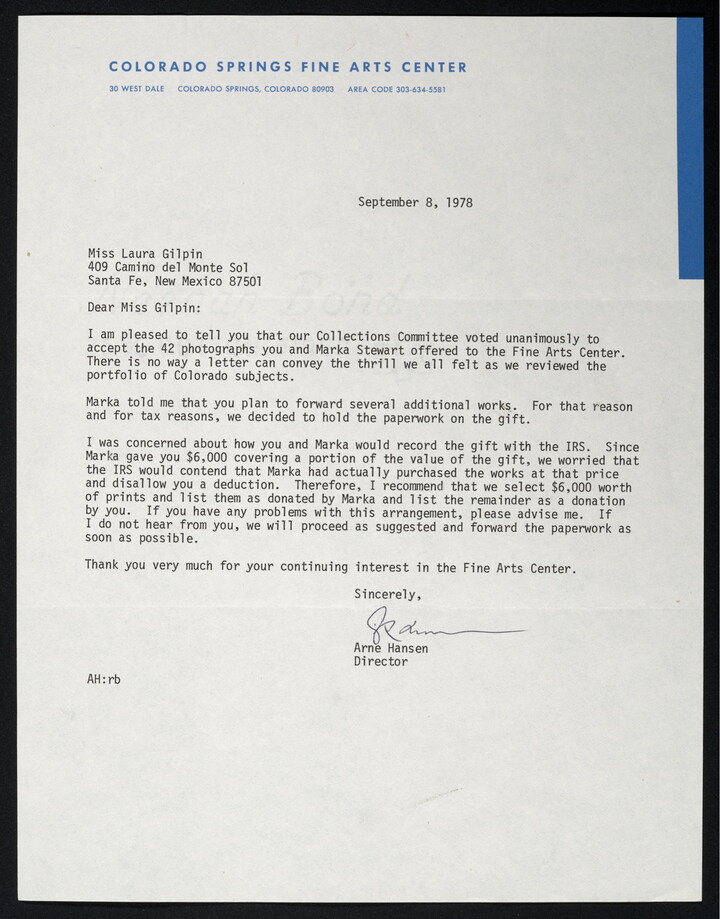 COLORADO SPRINGS FINE ARTS CENTER
30 WEST DALE COLORADO SPRINGS, COLORADO 80903 AREA CODE 303-634-5581
September 8, 1978
Miss Laura Gilpin
409 Camino del Monte Sol
Santa Fe, New Mexico 87501
Dear Miss Gilpin:
I am pleased to tell you that our Collections Committee voted unanimously to
accept the 42 photographs you and Marka Stewart offered to the Fine Arts Center.
There is no way a letter can convey the thrill we all felt as we reviewed the
portfolio of Colorado subjects.
Marka told me that you plan to forward several additional works. For that reason
and for tax reasons, we decided to hold the paperwork on the gift.
I was concerned about how you and Marka would record the gift with the IRS. Since
Marka gave you $6,000 covering a portion of the value of the gift, we worried that
the IRS would contend that Marka had actually purchased the works at that price
and disallow you a deduction. Therefore, I recommend that we select $6,000 worth
of prints and list them as donated by Marka and list the remainder as a donation
by you. If you have any problems with this arrangement, please advise me. If
I do not hear from you, we will proceed as suggested and forward the paperwork as
soon as possible.
Thank you very much for your continuing interest in the Fine Arts Center.
Sincerely,
Arne Hansen
Director
AH:rb